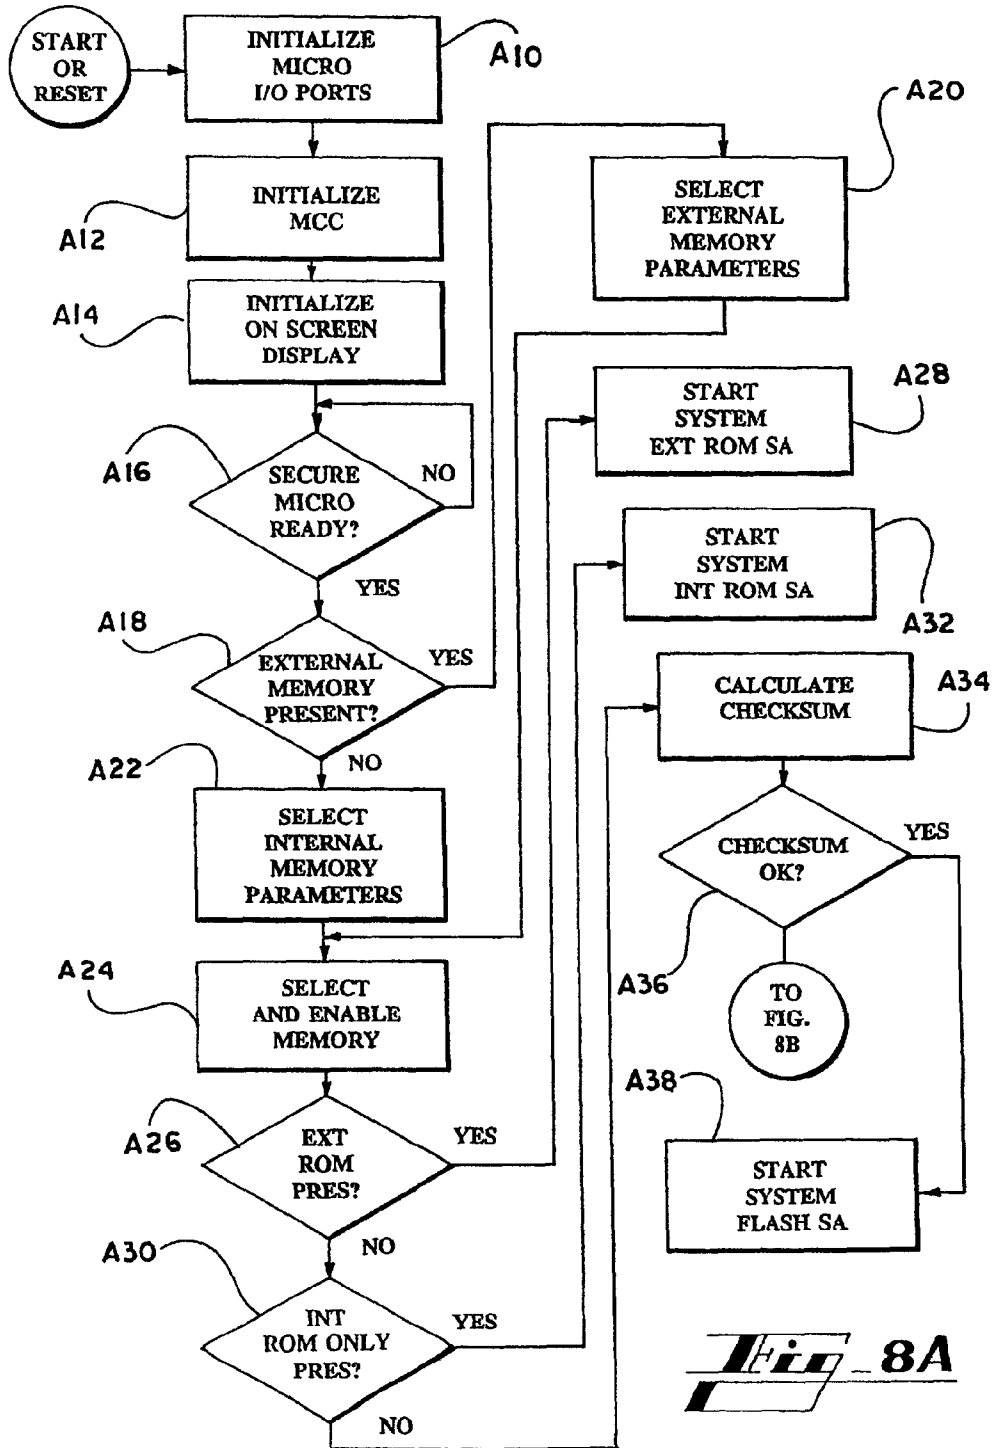 START
OR
RESET
INITIALIZE
MICRO
I/O PORTS
A10
INITIALIZE
MCC
A12
INITIALIZE
ON SCREEN
DISPLAY
A14
SECURE
MICRO
READY?
A16
NO
YES
A18
EXTERNAL
MEMORY
PRESENT?
YES
NO
A20
SELECT
EXTERNAL
MEMORY
PARAMETERS
A22
SELECT
INTERNAL
MEMORY
PARAMETERS
A24
SELECT
AND ENABLE
MEMORY
A26
EXT
ROM
PRES?
YES
NO
A28
START
SYSTEM
EXT ROM SA
A30
INT
ROM ONLY
PRES?
YES
NO
START
SYSTEM
INT ROM SA
A32
CALCULATE
CHECKSUM
A34
CHECKSUM
OK?
YES
A36
TO
FIG.
8B
A38
START
SYSTEM
FLASH SA
Fig_8A